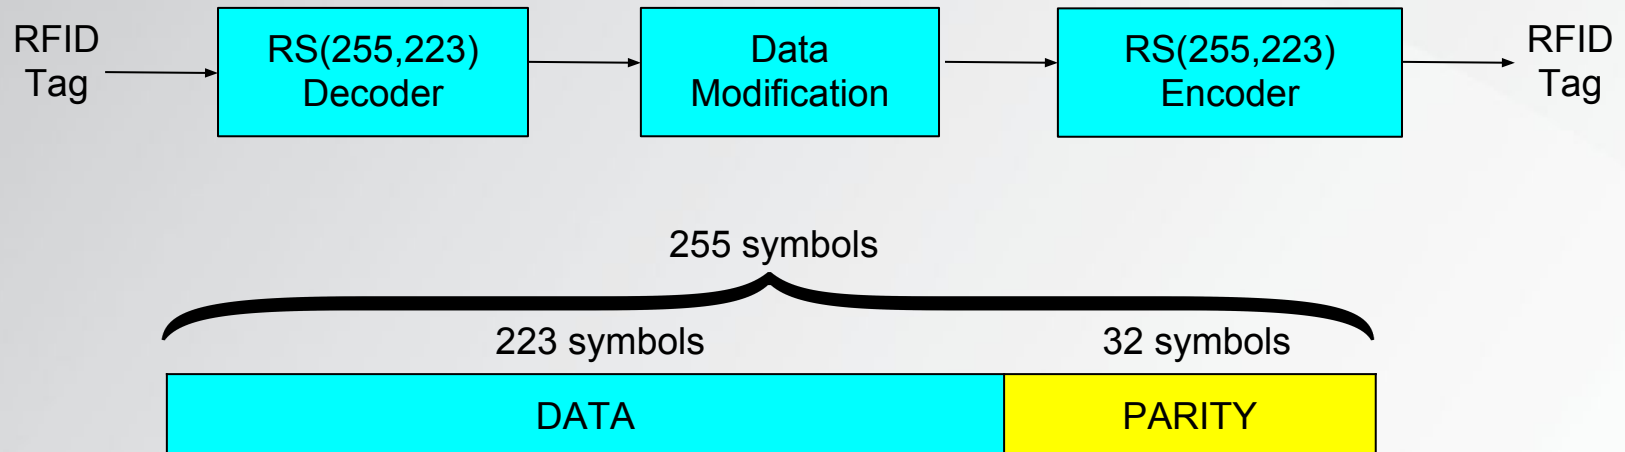 RFID
Tag
RS(255,223)
Decoder
Data
Modification
RS(255,223)
Encoder
RFID
Tag
255 symbols
223 symbols
32 symbols
DATA
PARITY